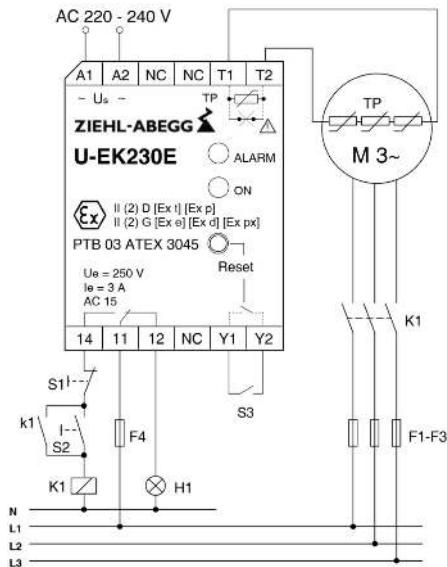 AC 220 - 240 V
A1 A2 NC NC T1 T2
~ Us ~
TP
TP
ZIEHL-ABEGG
M 3~
U-EK230E
ALARM
ON
Ex
II (2) D [Ex t] [Ex p]
II (2) G [Ex e] [Ex d] [Ex px]
PTB 03 ATEX 3045
Reset
Ue = 250 V
Ie = 3 A
AC 15
K1
14 11 12 NC Y1 Y2
S1
S3
k1
S2
F4
F1-F3
K1
H1
N
L1
L2
L3